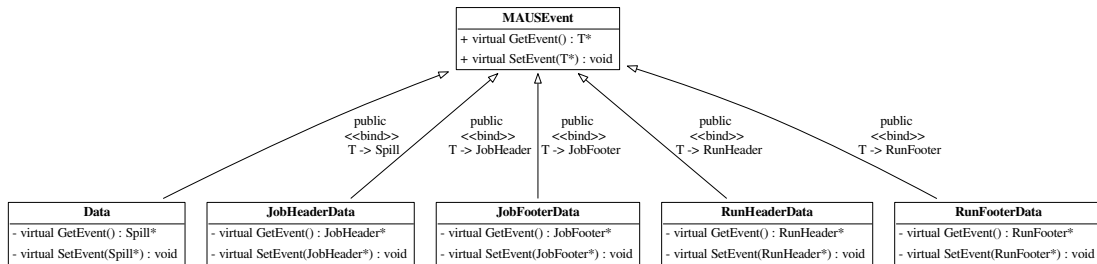 MAUSEvent
+ virtual GetEvent() : T*
+ virtual SetEvent(T*) : void
public
<<bind>>
T -> Spill
public
<<bind>>
T -> JobHeader
public
<<bind>>
T -> JobFooter
public
<<bind>>
T -> RunHeader
public
<<bind>>
T -> RunFooter
Data
- virtual GetEvent() : Spill*
- virtual SetEvent(Spill*) : void
JobHeaderData
- virtual GetEvent() : JobHeader*
- virtual SetEvent(JobHeader*) : void
JobFooterData
- virtual GetEvent() : JobFooter*
- virtual SetEvent(JobFooter*) : void
RunHeaderData
- virtual GetEvent() : RunHeader*
- virtual SetEvent(RunHeader*) : void
RunFooterData
- virtual GetEvent() : RunFooter*
- virtual SetEvent(RunFooter*) : void